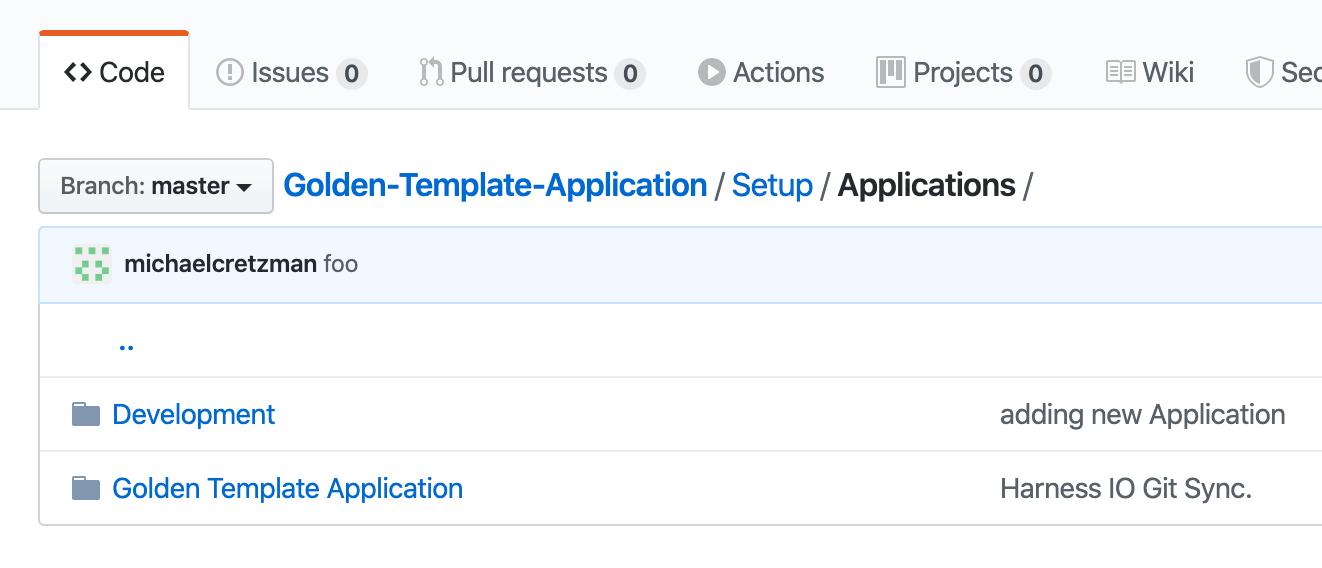 <> Code Issues 0 Pull requests 0 Actions Projects 0 Wiki Sec
Branch: master Golden-Template-Application / Setup / Applications /
michaelcretzman foo
..
Development adding new Application
Golden Template Application Harness IO Git Sync.